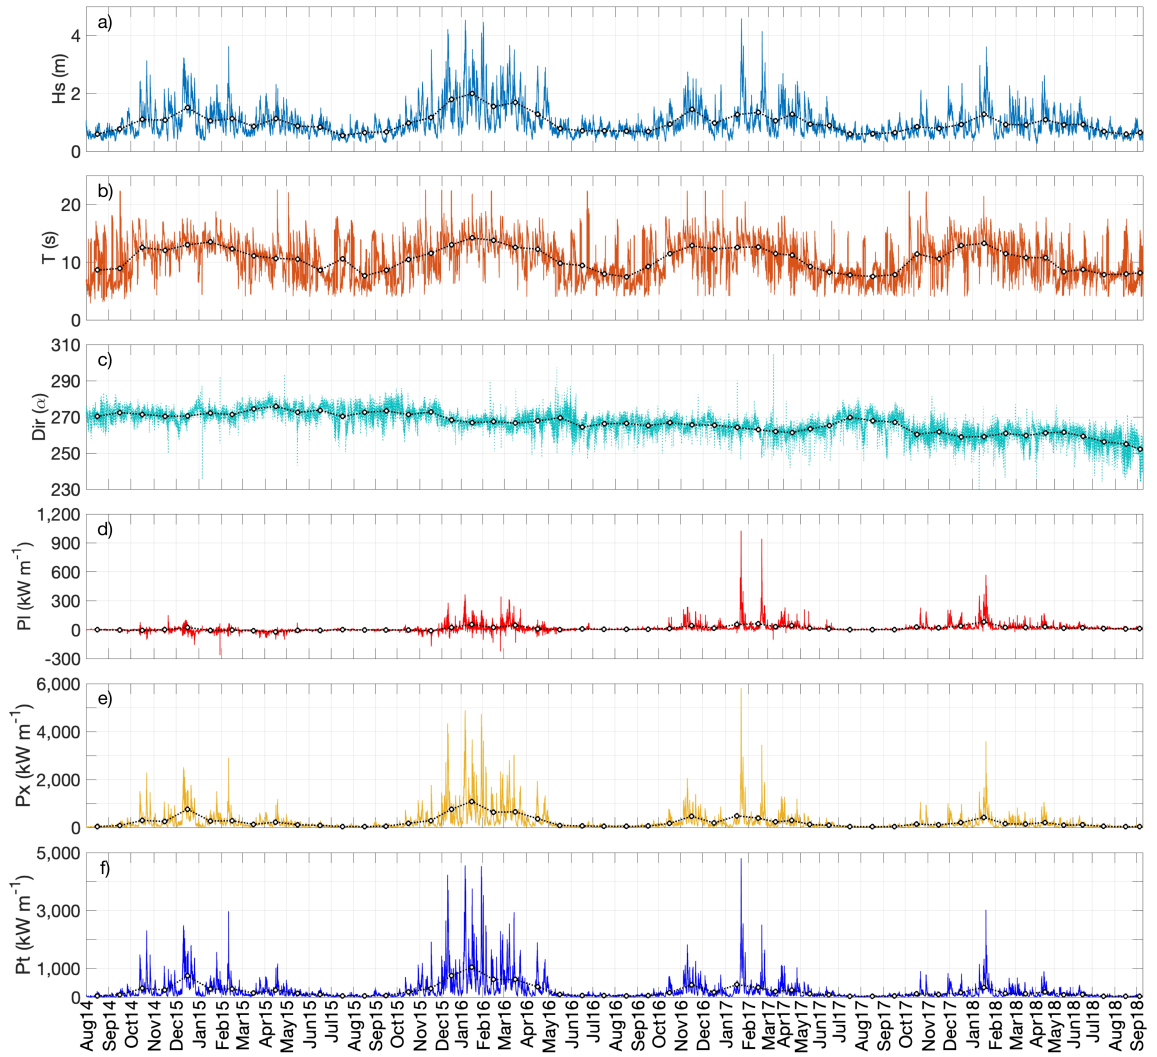 a)
4
2
0
Hs (m)
b)
20
10
0
T (s)
c)
310
290
270
250
230
Dir (α)
d)
1,200
900
600
300
0
-300
Pl (kW m⁻¹)
e)
6,000
4,000
2,000
0
Px (kW m⁻¹)
f)
5,000
3,000
1,000
0
Pt (kW m⁻¹)
Aug14
Sep14
Oct14
Nov14
Dec15
Jan15
Feb15
Mar15
Apr15
May15
Jun15
Jul15
Aug15
Sep15
Oct15
Nov15
Dec15
Jan16
Feb16
Mar16
Apr16
May16
Jun16
Jul16
Aug16
Sep16
Oct16
Nov16
Dec16
Jan17
Feb17
Mar17
Apr17
May17
Jun17
Jul17
Aug17
Sep17
Oct17
Nov17
Dec17
Jan18
Feb18
Mar18
Apr18
May18
Jun18
Jul18
Aug18
Sep18